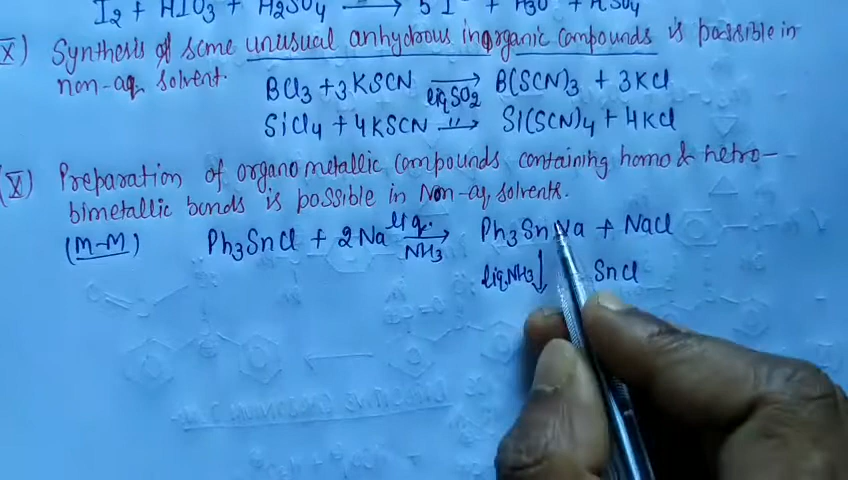 I2 + HIO3 + H2SO4 → 5 I + H3O + HSO4
IX) Synthesis of some unusual anhydrous inorganic compounds is possible in
non-aq. solvent.
BCl3 + 3KSCN → liq SO2 B(SCN)3 + 3KCl
SiCl4 + 4KSCN → " Si(SCN)4 + 4KCl
(X) Preparation of organometallic compounds containing homo & hetro-
bimetallic bonds is possible in Non-aq. solvents.
(M-M) Ph3SnCl + 2Na → liq. NH3 Ph3SnNa + NaCl
liq. NH3 ↓ SnCl